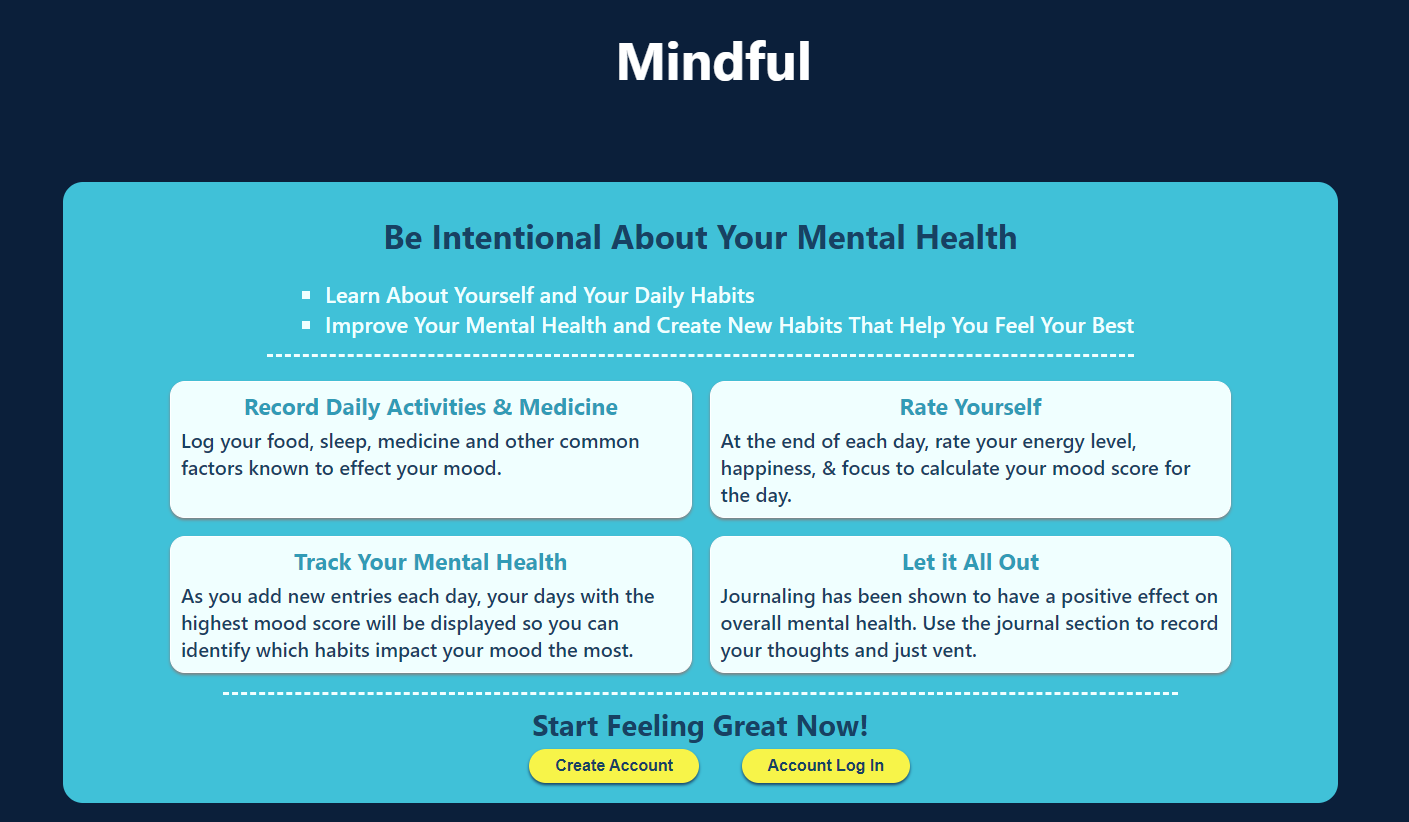 Mindful
Be Intentional About Your Mental Health
Learn About Yourself and Your Daily Habits
Improve Your Mental Health and Create New Habits That Help You Feel Your Best
Record Daily Activities & Medicine
Log your food, sleep, medicine and other common
factors known to effect your mood.
Rate Yourself
At the end of each day, rate your energy level,
happiness, & focus to calculate your mood score for
the day.
Track Your Mental Health
As you add new entries each day, your days with the
highest mood score will be displayed so you can
identify which habits impact your mood the most.
Let it All Out
Journaling has been shown to have a positive effect on
overall mental health. Use the journal section to record
your thoughts and just vent.
Start Feeling Great Now!
Create Account
Account Log In